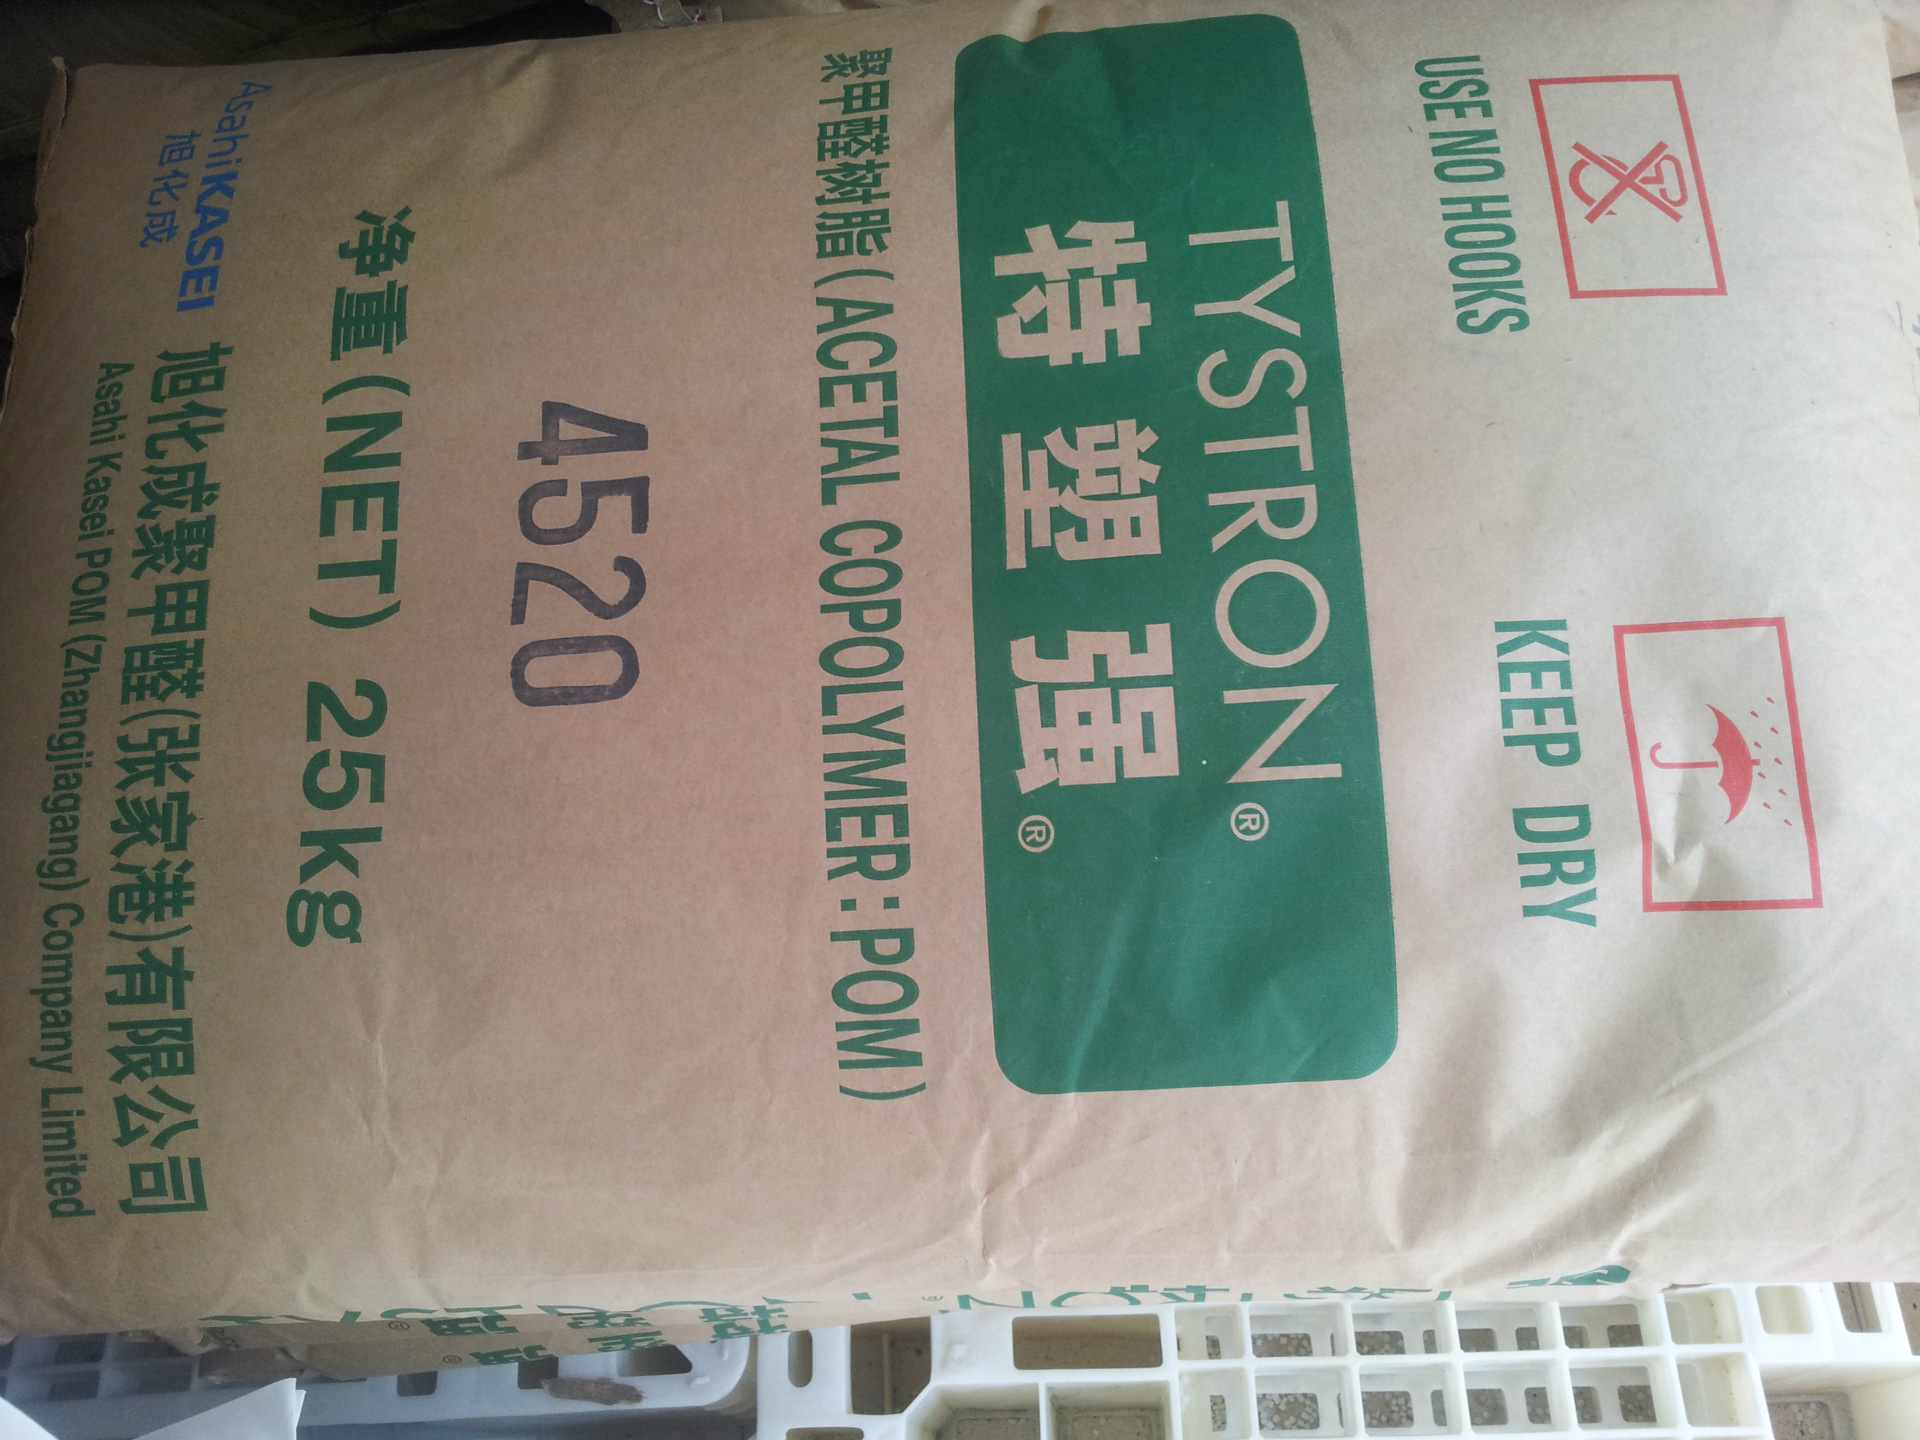 USE NO HOOKS
KEEP DRY
TYSTRON®
特塑强®
聚甲醛树脂(ACETAL COPOLYMER:POM)
4520
净重(NET) 25kg
AsahiKASEI
旭化成
旭化成聚甲醛(张家港)有限公司
Asahi Kasei POM (Zhangjiagang) Company Limited